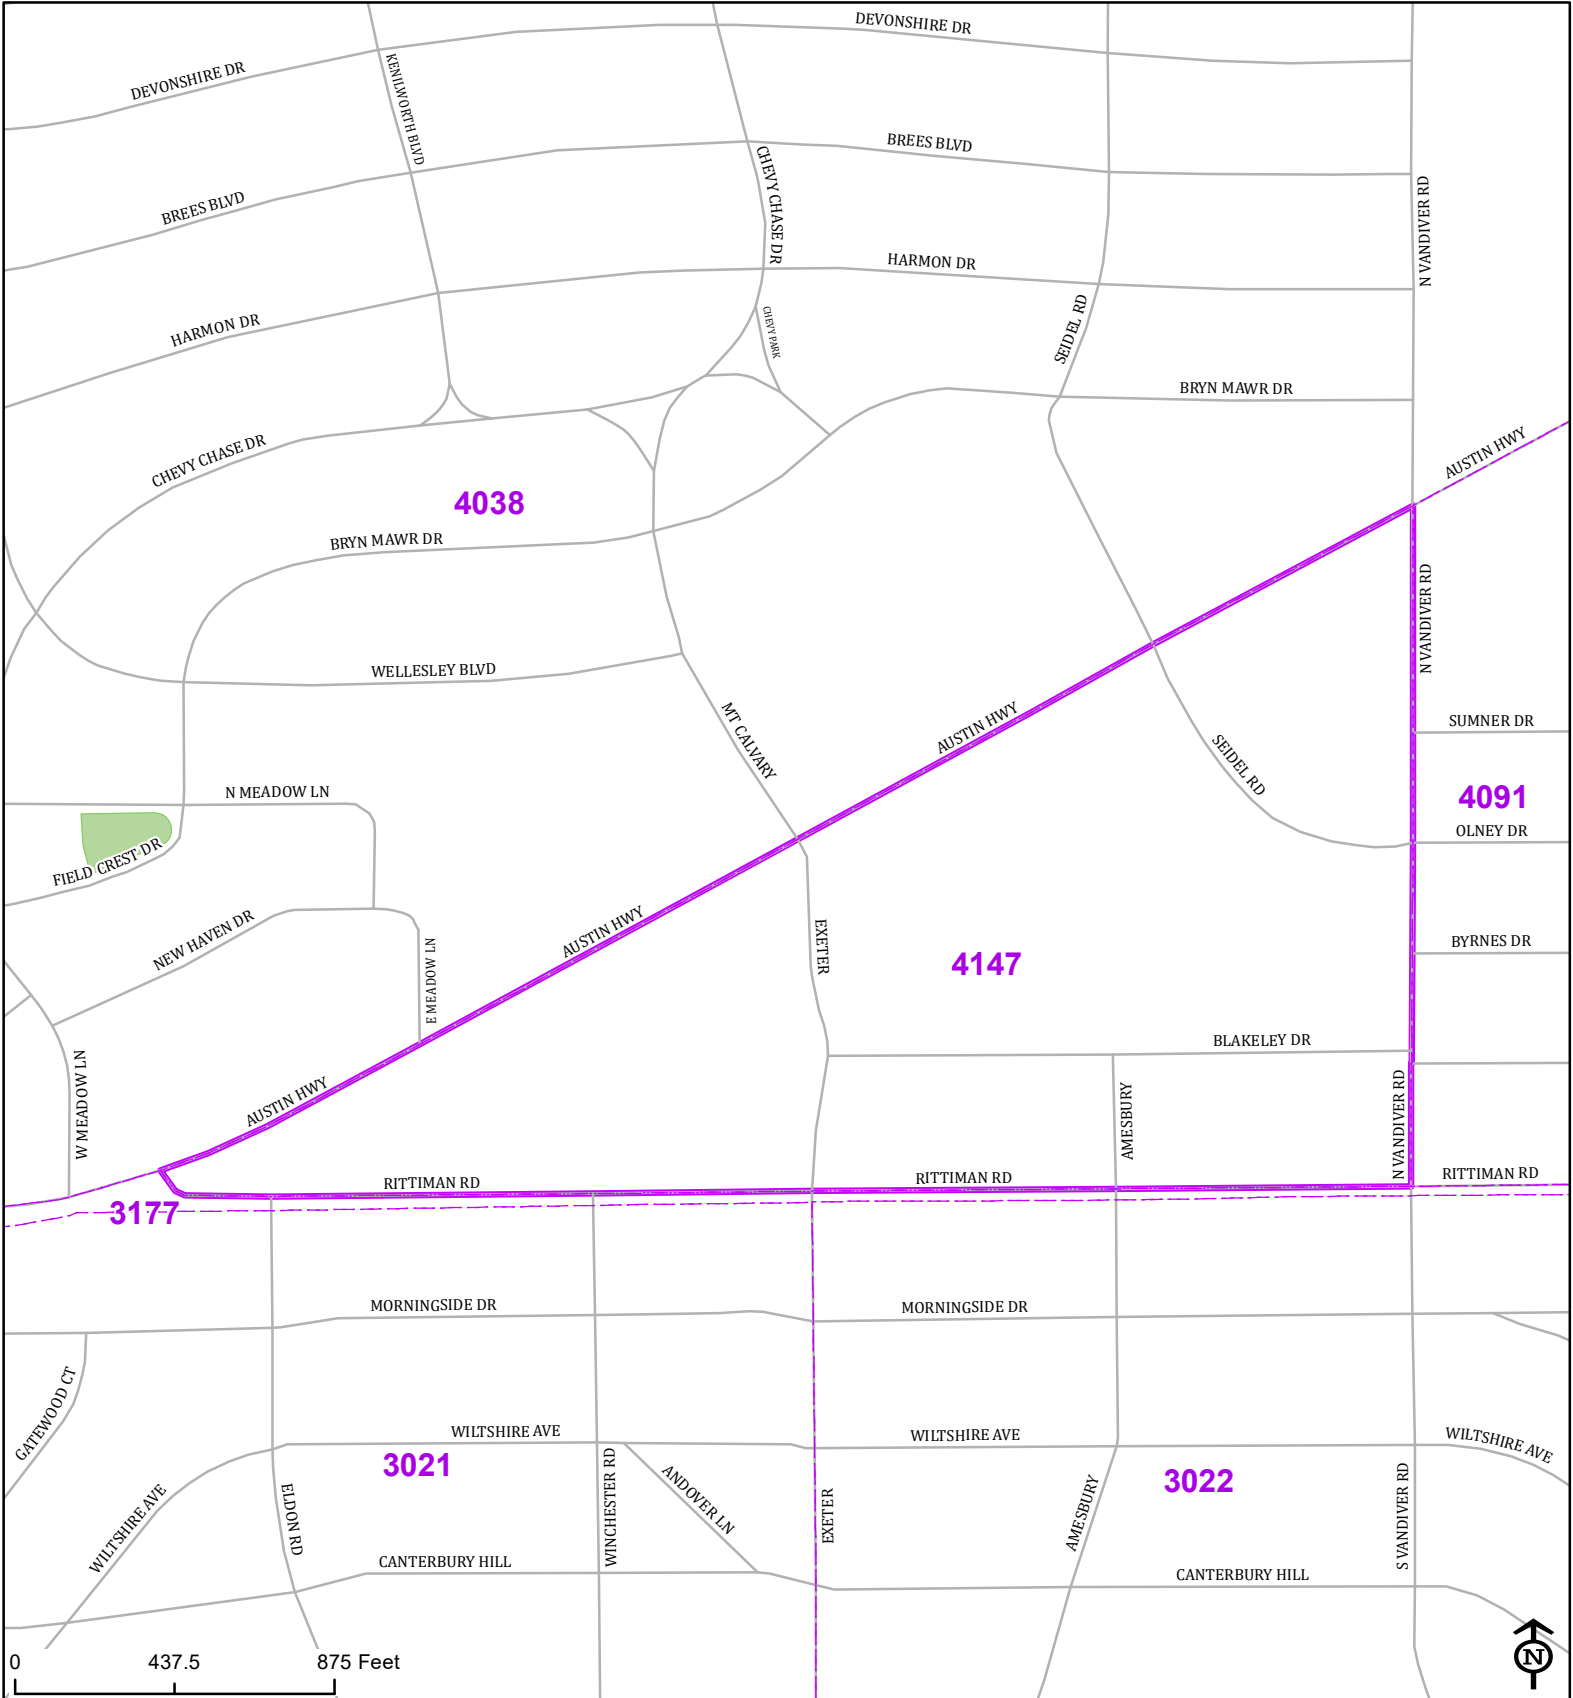 DEVONSHIRE DR
DEVONSHIRE DR
KENILWORTH BLVD
BREES BLVD
CHEVY CHASE DR
N VANDIVER RD
BREES BLVD
HARMON DR
SEIDEL RD
CHEVY PARK
HARMON DR
BRYN MAWR DR
AUSTIN HWY
CHEVY CHASE DR
4038
BRYN MAWR DR
N VANDIVER RD
WELLESLEY BLVD
MT CALVARY
AUSTIN HWY
SUMNER DR
SEIDEL RD
N MEADOW LN
4091
OLNEY DR
FIELD CREST DR
NEW HAVEN DR
AUSTIN HWY
EXETER
BYRNES DR
4147
E MEADOW LN
BLAKELEY DR
W MEADOW LN
AUSTIN HWY
AMESBURY
N VANDIVER RD
RITTIMAN RD
RITTIMAN RD
RITTIMAN RD
3177
MORNINGSIDE DR
MORNINGSIDE DR
GATEWOOD CT
WILTSHIRE AVE
WILTSHIRE AVE
WILTSHIRE AVE
3021
3022
WILTSHIRE AVE
ELDON RD
WINCHESTER RD
ANDOVER LN
EXETER
AMESBURY
S VANDIVER RD
CANTERBURY HILL
CANTERBURY HILL
0 437.5 875 Feet
N